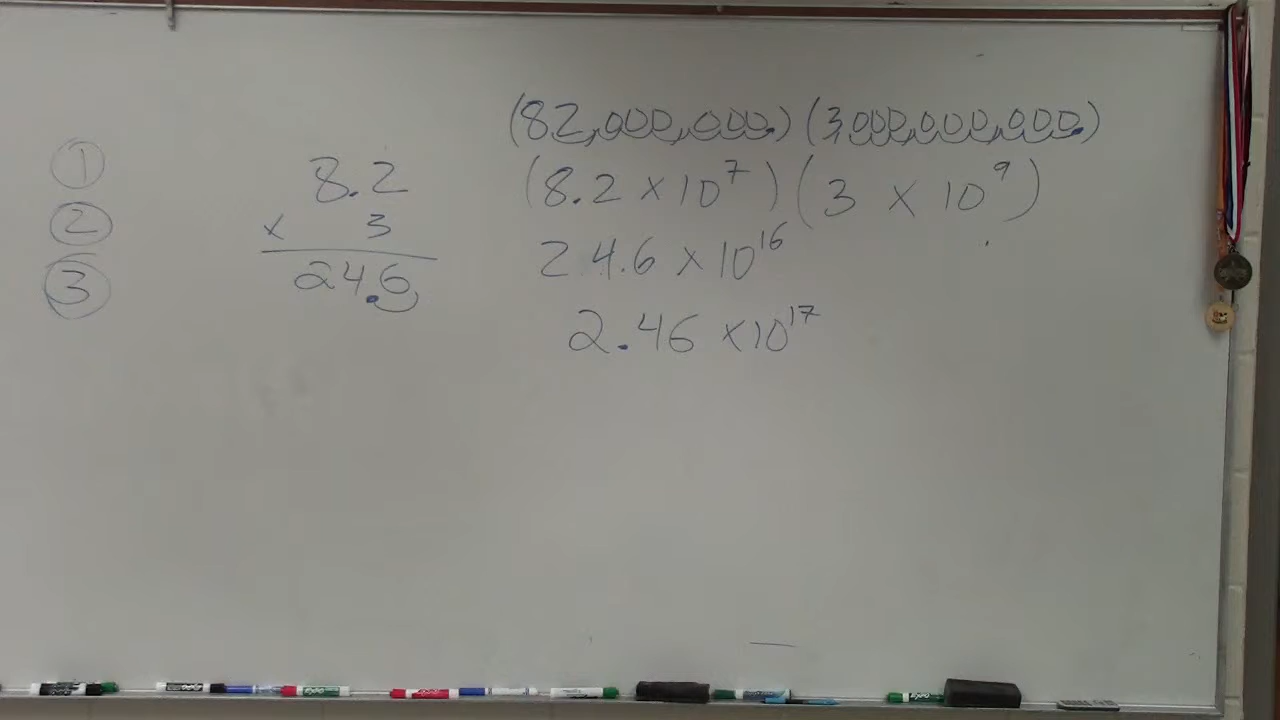 ①
②
③
8.2
x 3
24.6
(82,000,000.) (3,000,000,000.)
(8.2 x 10⁷) (3 x 10⁹)
24.6 x 10¹⁶
2.46 x 10¹⁷